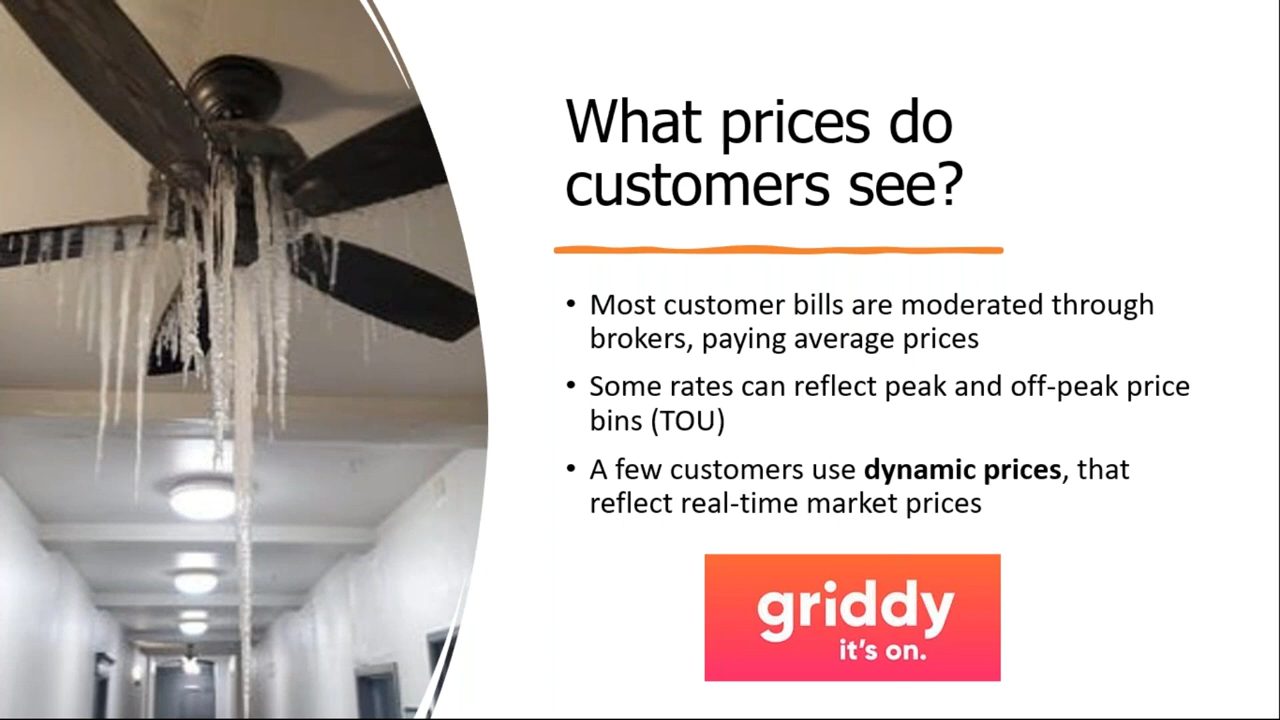 What prices do
customers see?
• Most customer bills are moderated through
brokers, paying average prices
• Some rates can reflect peak and off-peak price
bins (TOU)
• A few customers use dynamic prices, that
reflect real-time market prices
griddy
it's on.